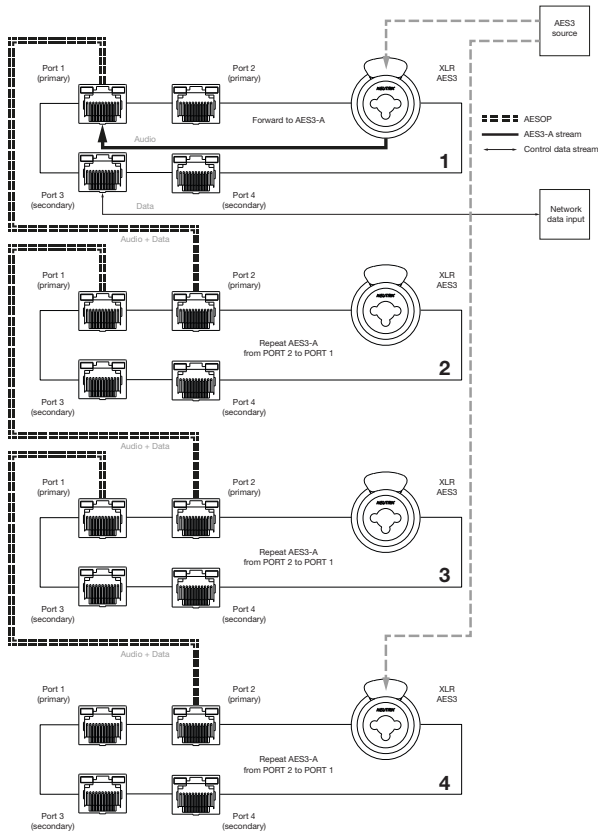 AES3
source
Port 1
(primary)
Port 2
(primary)
XLR
AES3
Forward to AES3-A
Audio
1
Port 3
(secondary)
Port 4
(secondary)
Data
AESOP
AES3-A stream
Control data stream
Network
data input
Audio + Data
Port 1
(primary)
Port 2
(primary)
XLR
AES3
Repeat AES3-A
from PORT 2 to PORT 1
2
Port 3
(secondary)
Port 4
(secondary)
Audio + Data
Port 1
(primary)
Port 2
(primary)
XLR
AES3
Repeat AES3-A
from PORT 2 to PORT 1
3
Port 3
(secondary)
Port 4
(secondary)
Audio + Data
Port 1
(primary)
Port 2
(primary)
XLR
AES3
Repeat AES3-A
from PORT 2 to PORT 1
4
Port 3
(secondary)
Port 4
(secondary)